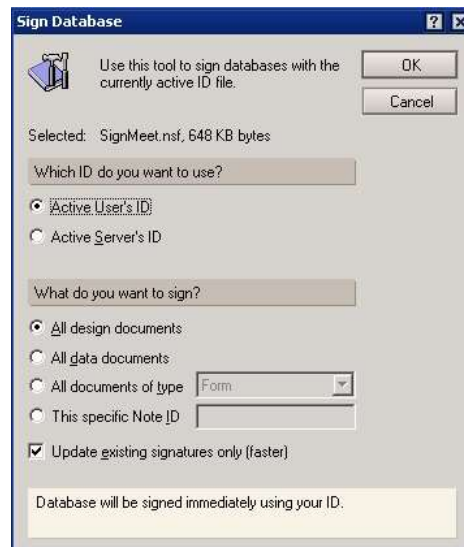 Sign Database
Use this tool to sign databases with the
currently active ID file.
OK
Cancel
Selected: SignMeet.nsf, 648 KB bytes
Which ID do you want to use?
Active User's ID
Active Server's ID
What do you want to sign?
All design documents
All data documents
All documents of type Form
This specific Note ID
Update existing signatures only (faster)
Database will be signed immediately using your ID.